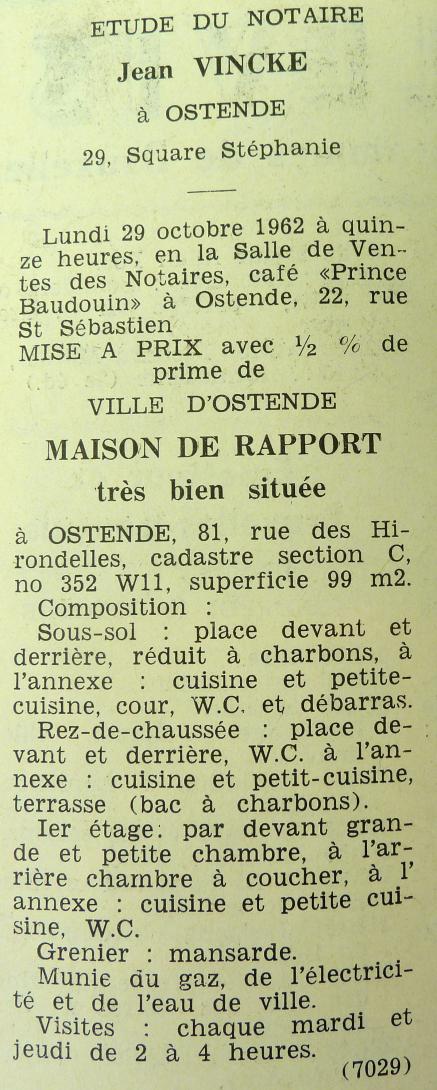 ETUDE DU NOTAIRE
Jean VINCKE
à OSTENDE
29, Square Stéphanie
Lundi 29 octobre 1962 à quin-
ze heures, en la Salle de Ven-
tes des Notaires, café «Prince
Baudouin» à Ostende, 22, rue
St Sébastien
MISE A PRIX avec ½ % de
prime de
VILLE D'OSTENDE
MAISON DE RAPPORT
très bien située
à OSTENDE, 81, rue des Hi-
rondelles, cadastre section C,
no 352 W11, superficie 99 m2.
Composition :
Sous-sol : place devant et
derrière, réduit à charbons, à
l'annexe : cuisine et petite-
cuisine, cour, W.C. et débarras.
Rez-de-chaussée : place de-
vant et derrière, W.C. à l'an-
nexe : cuisine et petit-cuisine,
terrasse (bac à charbons).
Ier étage: par devant gran-
de et petite chambre, à l'ar-
rière chambre à coucher, à l'
annexe : cuisine et petite cui-
sine, W.C.
Grenier : mansarde.
Munie du gaz, de l'électrici-
té et de l'eau de ville.
Visites : chaque mardi et
jeudi de 2 à 4 heures.
(7029)